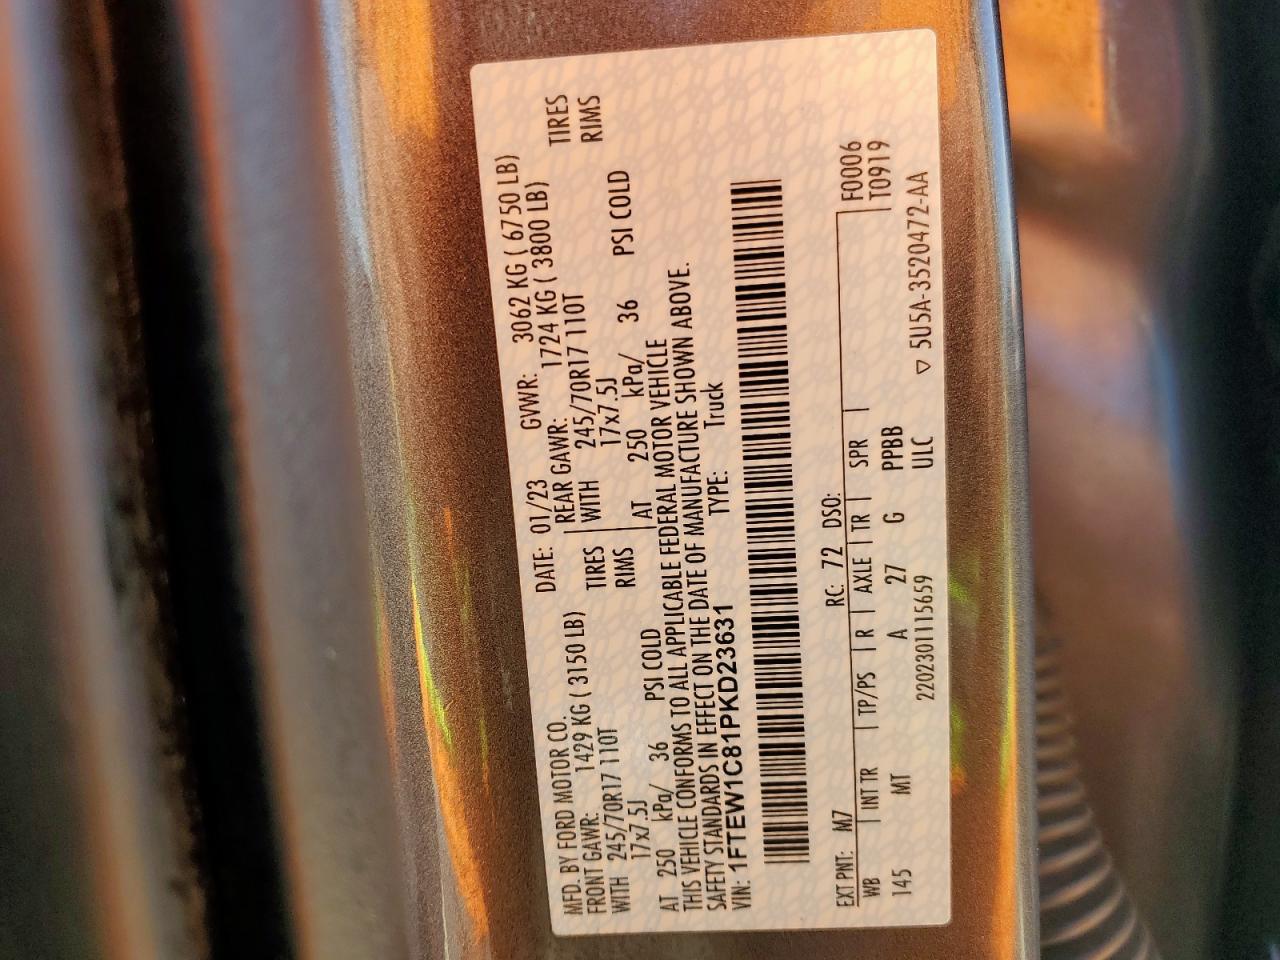 MFD. BY FORD MOTOR CO. DATE: 01/23 GVWR: 3062 KG ( 6750 LB)
FRONT GAWR: 1429 KG ( 3150 LB) REAR GAWR: 1724 KG ( 3800 LB)
WITH 245/70R17 110T TIRES WITH 245/70R17 110T TIRES
17x7.5J RIMS 17x7.5J RIMS
AT 250 kPa/ 36 PSI COLD AT 250 kPa/ 36 PSI COLD
THIS VEHICLE CONFORMS TO ALL APPLICABLE FEDERAL MOTOR VEHICLE
SAFETY STANDARDS IN EFFECT ON THE DATE OF MANUFACTURE SHOWN ABOVE.
VIN: 1FTEW1C81PKD23631 TYPE: Truck
F0006
EXT PNT: M7 RC: 72 DSO: T0919
WB INT TR TP/PS R AXLE TR SPR
145 MT A 27 G PPBB
2202301115659 ULC ▽ 5U5A-3520472-AA